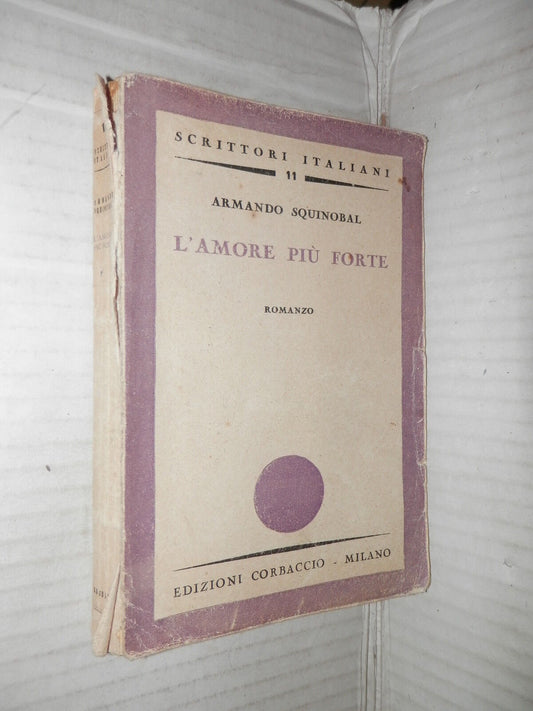 SCRITTORI ITALIANI
11
ARMANDO SQUINOBAL
L'AMORE PIÙ FORTE
ROMANZO
EDIZIONI CORBACCIO - MILANO